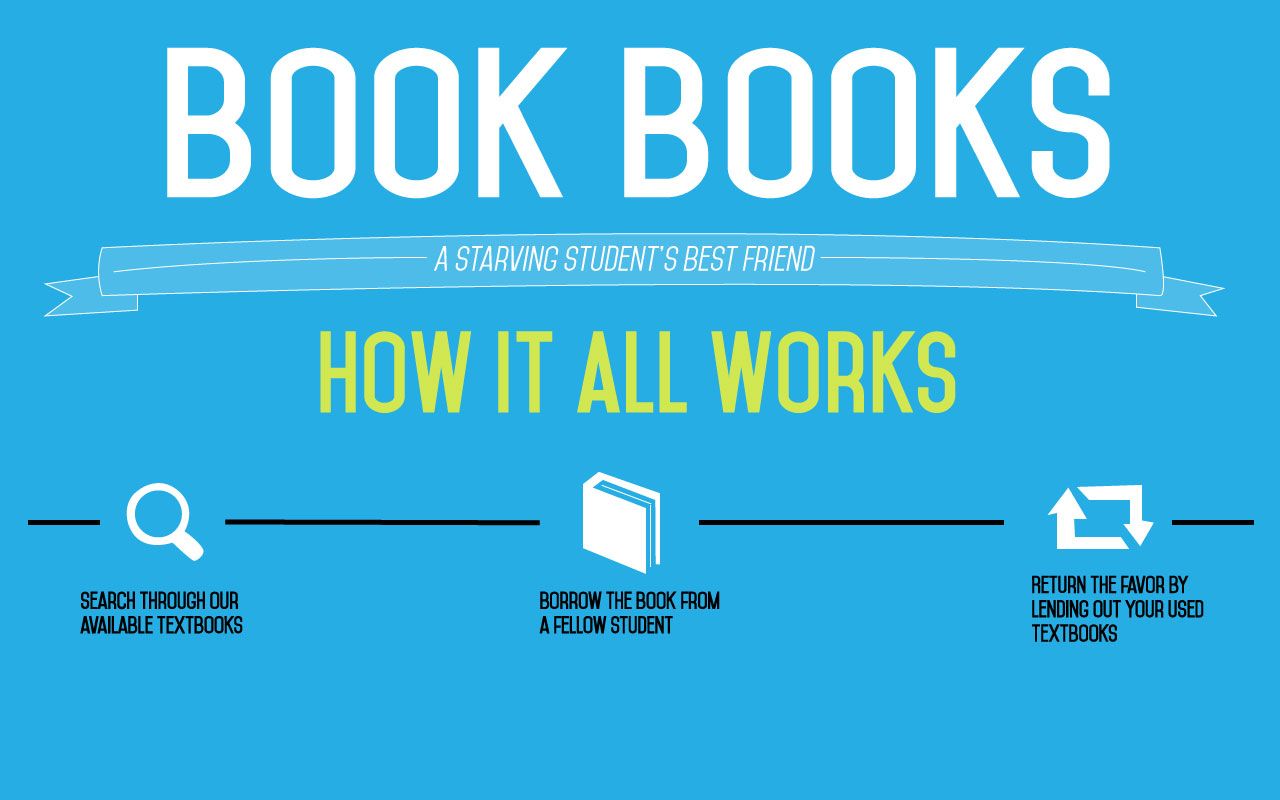 BOOK BOOKS
A STARVING STUDENT'S BEST FRIEND
HOW IT ALL WORKS
SEARCH THROUGH OUR
AVAILABLE TEXTBOOKS
BORROW THE BOOK FROM
A FELLOW STUDENT
RETURN THE FAVOR BY
LENDING OUT YOUR USED
TEXTBOOKS